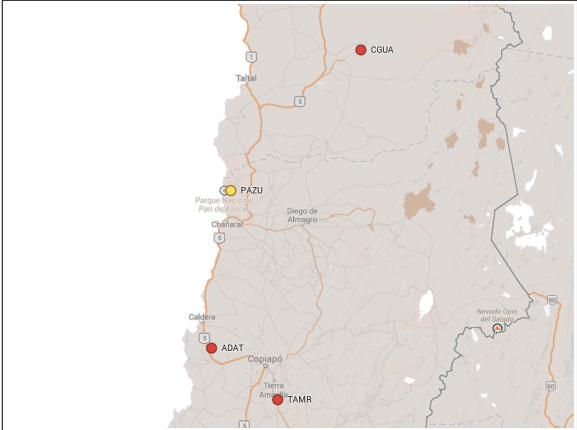 CGUA
1
Taltal
5
PAZU
Parque Nacional
Pan de Azúcar
Diego de
Almagro
Chañaral
5
60
Nevado Ojos
del Salado
Caldera
5
ADAT
Copiapó
60
Tierra
Amarilla
TAMR
5